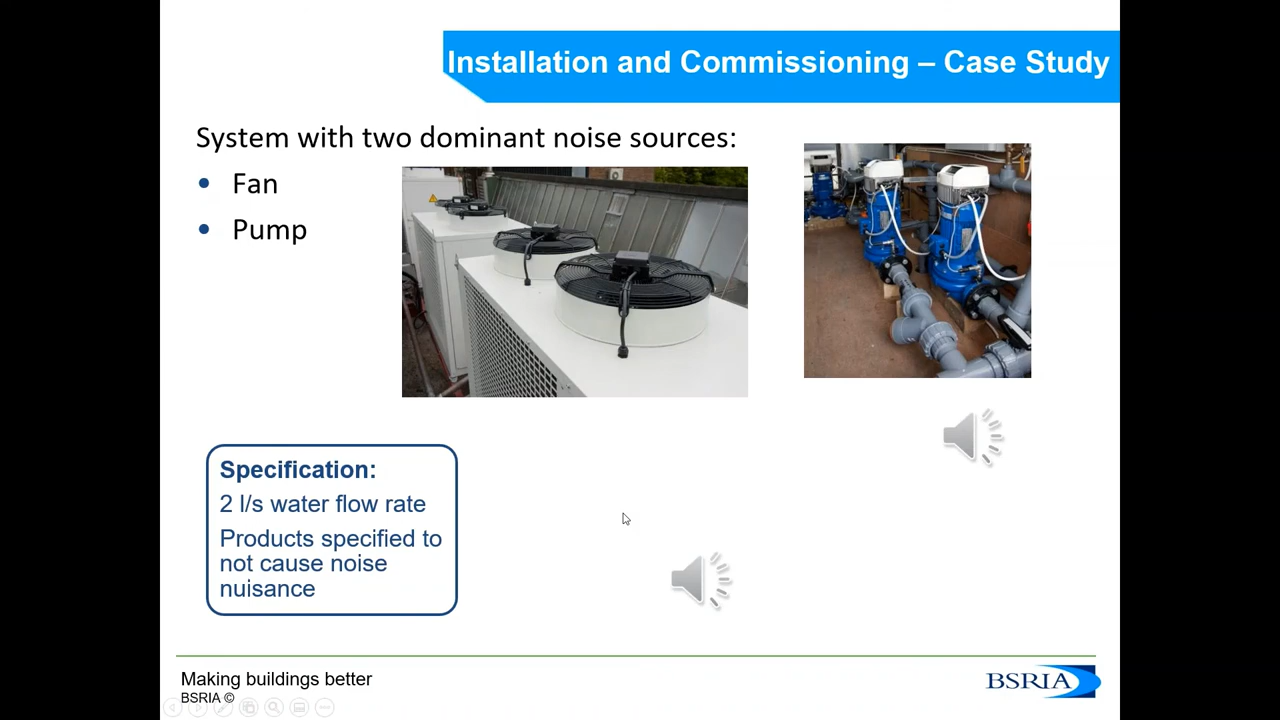 Installation and Commissioning – Case Study
System with two dominant noise sources:
• Fan
• Pump
Specification:
2 l/s water flow rate
Products specified to
not cause noise
nuisance
Making buildings better
BSRIA ©
BSRIA